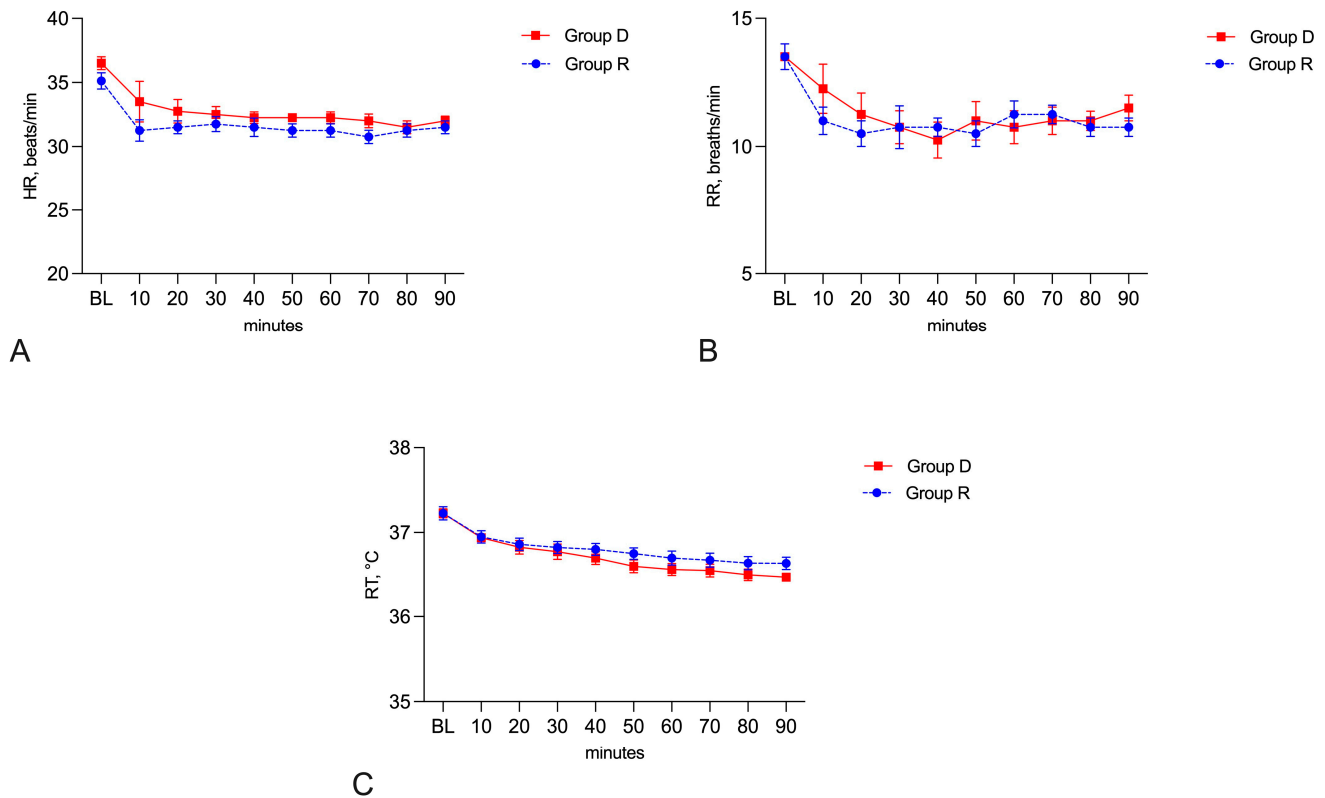 40
35
30
25
20
HR, beats/min
BL 10 20 30 40 50 60 70 80 90
minutes
Group D
Group R
A
15
10
5
RR, breaths/min
BL 10 20 30 40 50 60 70 80 90
minutes
Group D
Group R
B
38
37
36
35
RT, °C
BL 10 20 30 40 50 60 70 80 90
minutes
Group D
Group R
C